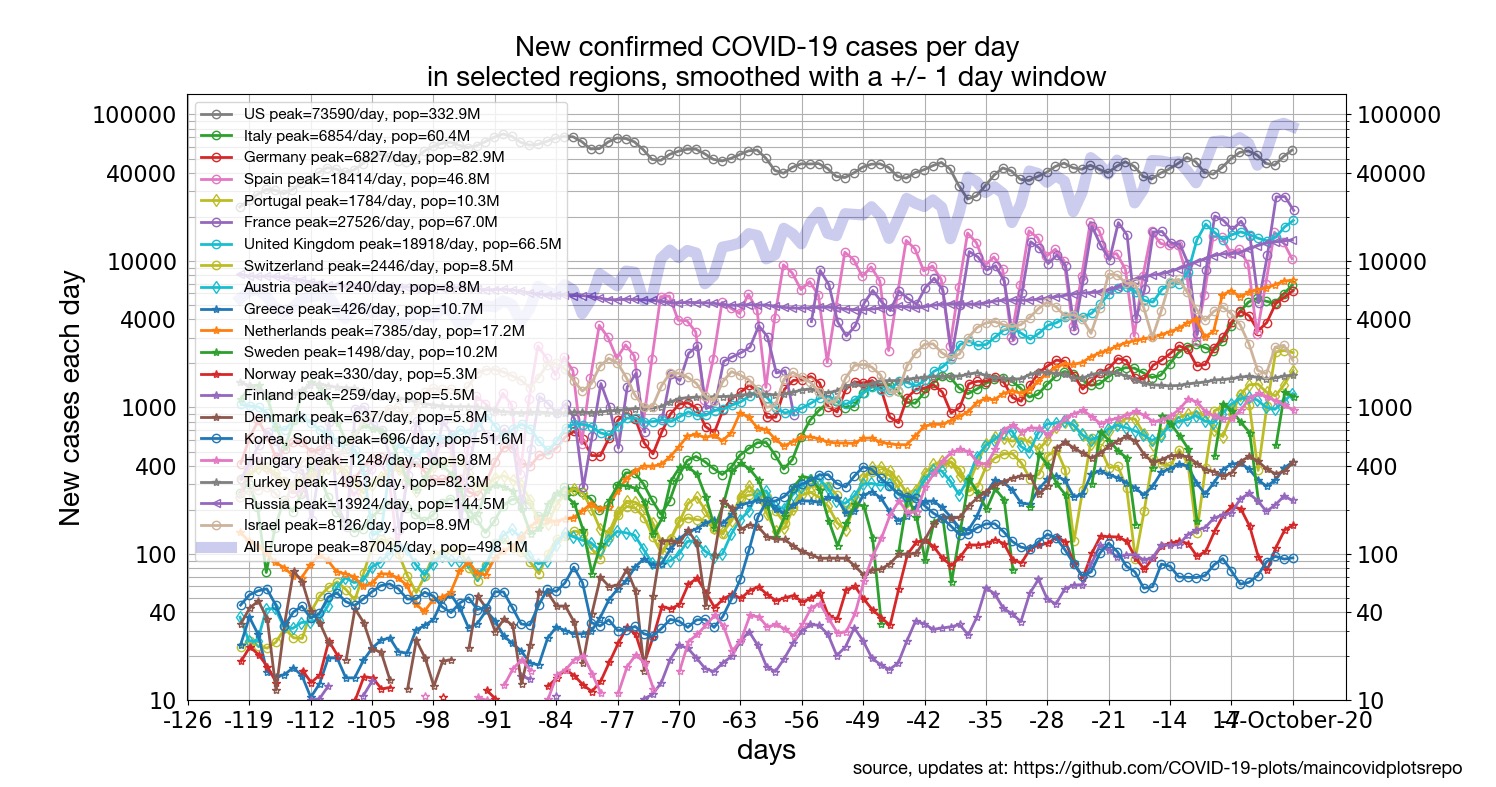 New confirmed COVID-19 cases per day
in selected regions, smoothed with a +/- 1 day window
New cases each day
100000
40000
10000
4000
1000
400
100
40
10
US peak=73590/day, pop=332.9M
Italy peak=6854/day, pop=60.4M
Germany peak=6827/day, pop=82.9M
Spain peak=18414/day, pop=46.8M
Portugal peak=1784/day, pop=10.3M
France peak=27526/day, pop=67.0M
United Kingdom peak=18918/day, pop=66.5M
Switzerland peak=2446/day, pop=8.5M
Austria peak=1240/day, pop=8.8M
Greece peak=426/day, pop=10.7M
Netherlands peak=7385/day, pop=17.2M
Sweden peak=1498/day, pop=10.2M
Norway peak=330/day, pop=5.3M
Finland peak=259/day, pop=5.5M
Denmark peak=637/day, pop=5.8M
Korea, South peak=696/day, pop=51.6M
Hungary peak=1248/day, pop=9.8M
Turkey peak=4953/day, pop=82.3M
Russia peak=13924/day, pop=144.5M
Israel peak=8126/day, pop=8.9M
All Europe peak=87045/day, pop=498.1M
100000
40000
10000
4000
1000
400
100
40
10
-126 -119 -112 -105 -98 -91 -84 -77 -70 -63 -56 -49 -42 -35 -28 -21 -14 -October-20
days
source, updates at: https://github.com/COVID-19-plots/maincovidplotsrepo